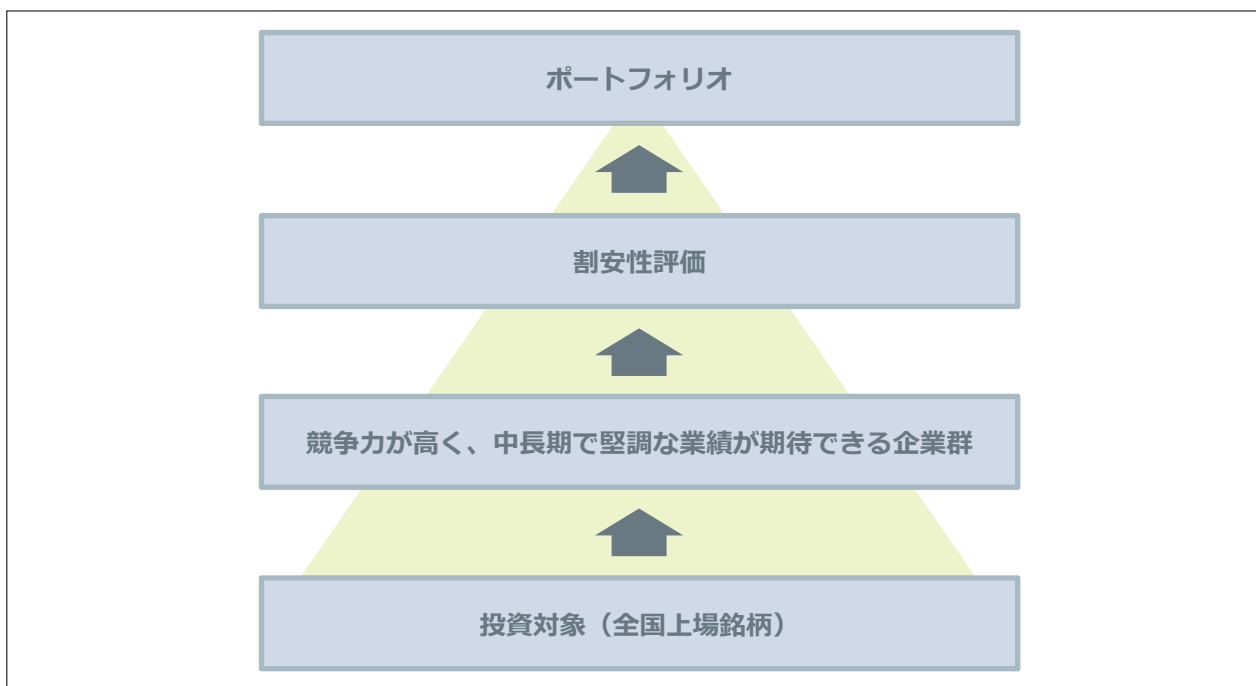 ポートフォリオ
割安性評価
競争力が高く、中長期で堅調な業績が期待できる企業群
投資対象（全国上場銘柄）